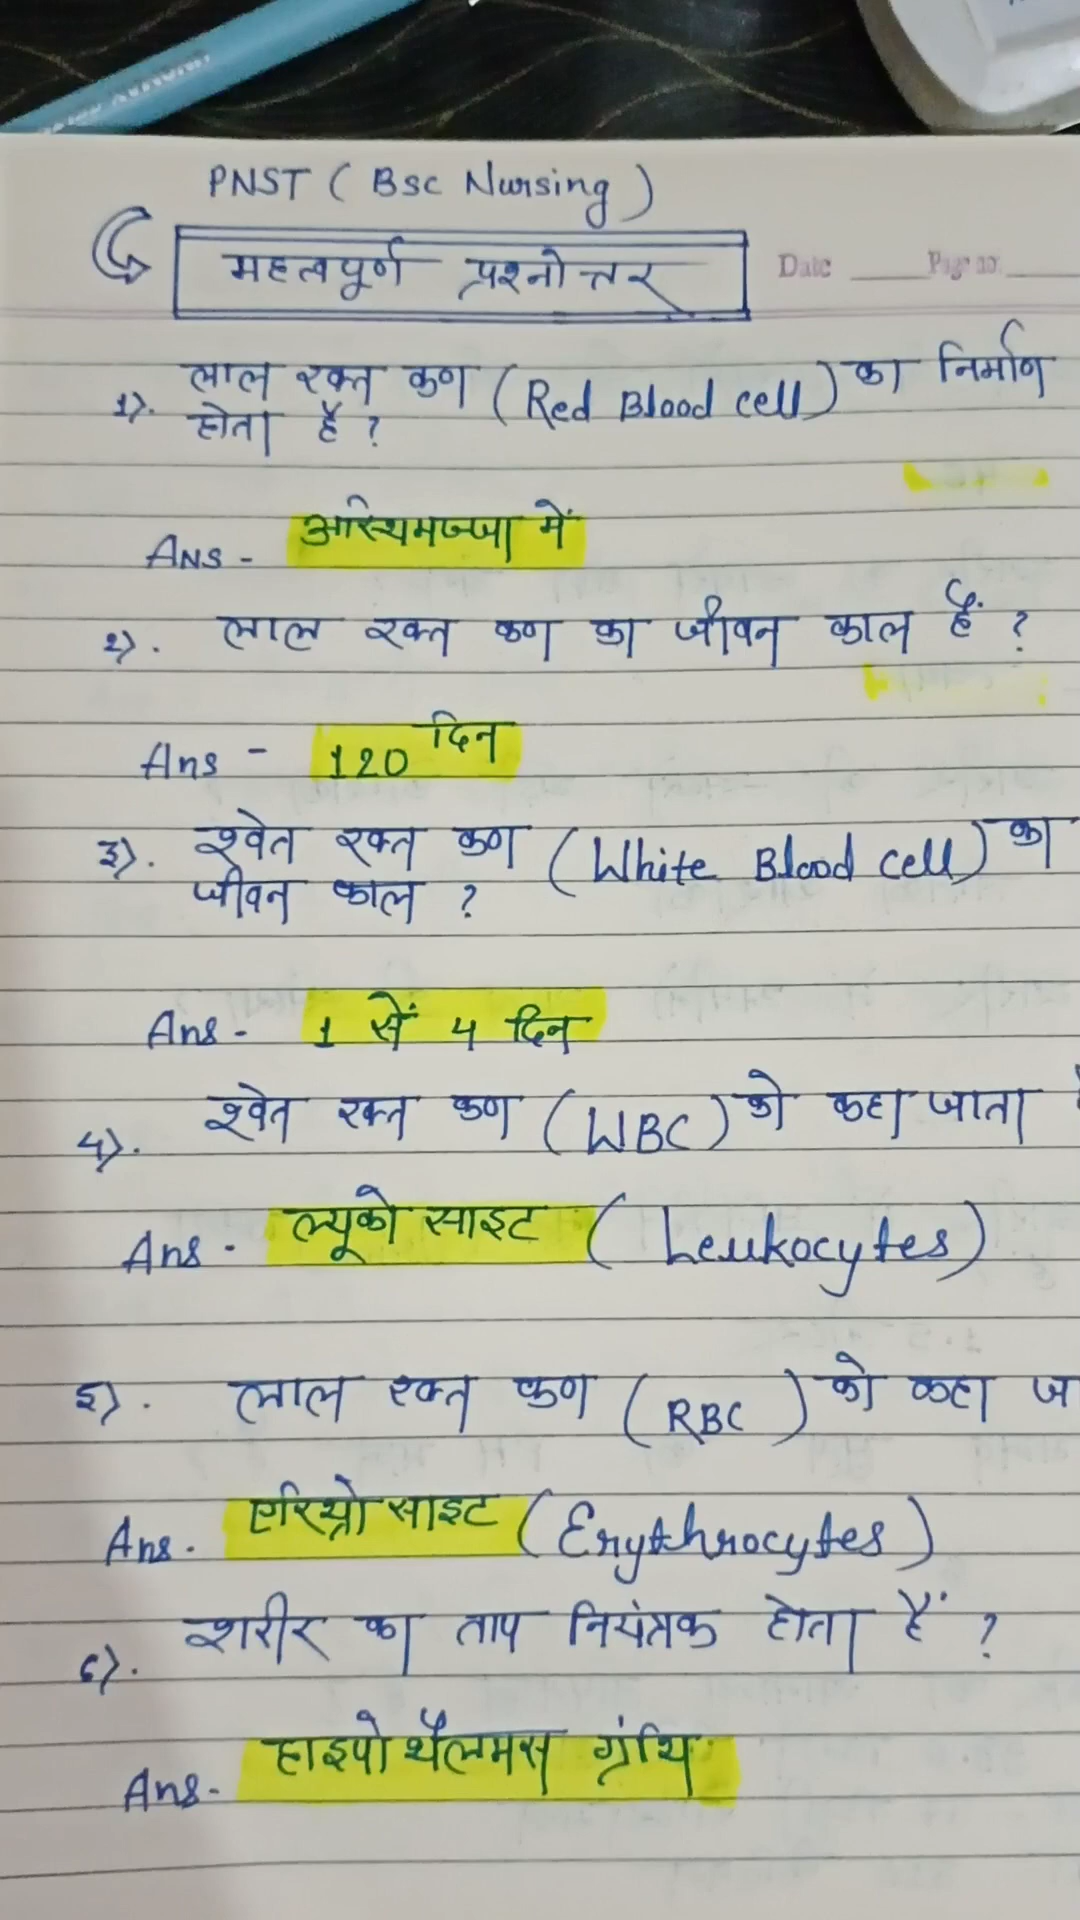 PNST ( Bsc Nursing )
महत्वपूर्ण प्रश्नोत्तर
Date Page no.
1). लाल रक्त कण ( Red Blood cell ) का निर्माण
होता है ?
ANS - अस्थिमज्जा में
2). लाल रक्त कण का जीवन काल हैं ?
Ans - 120 दिन
3). श्वेत रक्त कण ( White Blood cell ) का
जीवन काल ?
Ans - 1 सें 4 दिन
4). श्वेत रक्त कण ( WBC ) को कहा जाता
Ans - ल्यूकोसाइट ( Leukocytes )
5). लाल रक्त कण ( RBC ) को कहा ज
Ans - एरिथ्रोसाइट ( Erythrocytes )
6). शरीर का ताप नियंत्रक होता हैं ?
Ans - हाइपोथैलमस ग्रंथि